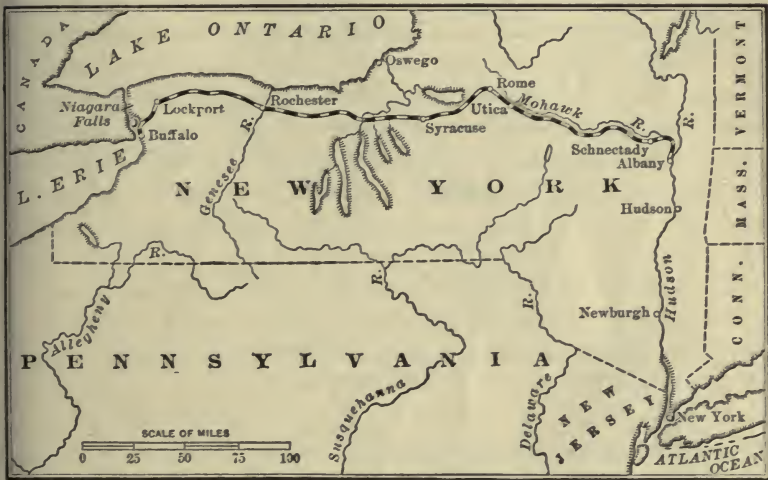 CANADA
LAKE ONTARIO
Oswego
Rome
Niagara
Falls
Lockport
Rochester
Utica
Mohawk
R.
R.
VERMONT
Buffalo
R.
Syracuse
Schnectady
Albany
L. ERIE
Genesee
NEW YORK
MASS.
Hudson
R.
R.
R.
Hudson
CONN.
Newburgh
Allegheny
PENNSYLVANIA
Susquehanna
Delaware
NEW
JERSEY
New York
SCALE OF MILES
0 25 50 75 100
ATLANTIC
OCEAN